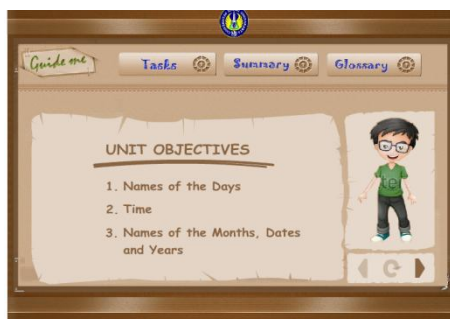 Guide me
Tasks
Summary
Glossary
UNIT OBJECTIVES
1. Names of the Days
2. Time
3. Names of the Months, Dates
and Years
te